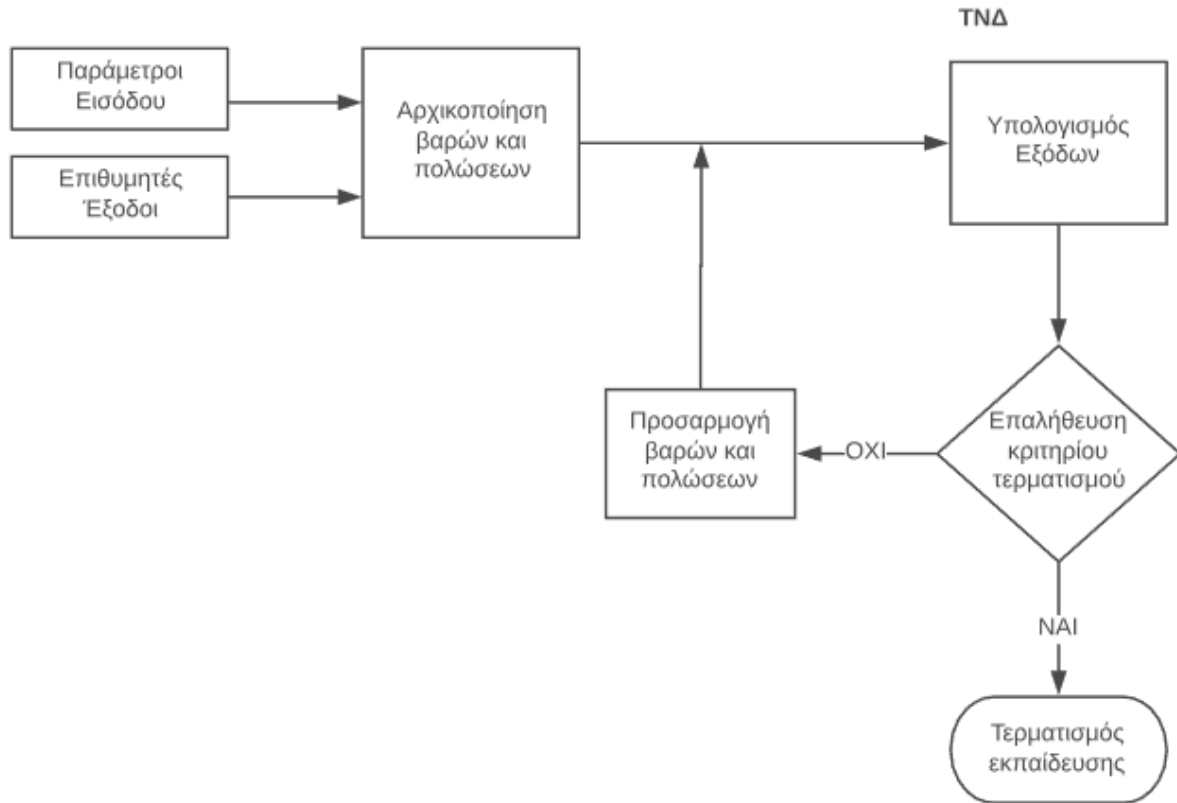 ΤΝΔ
Παράμετροι
Εισόδου
Επιθυμητές
Έξοδοι
Αρχικοποίηση
βαρών και
πολώσεων
Υπολογισμός
Εξόδων
Επαλήθευση
κριτηρίου
τερματισμού
ΟΧΙ
Προσαρμογή
βαρών και
πολώσεων
ΝΑΙ
Τερματισμός
εκπαίδευσης